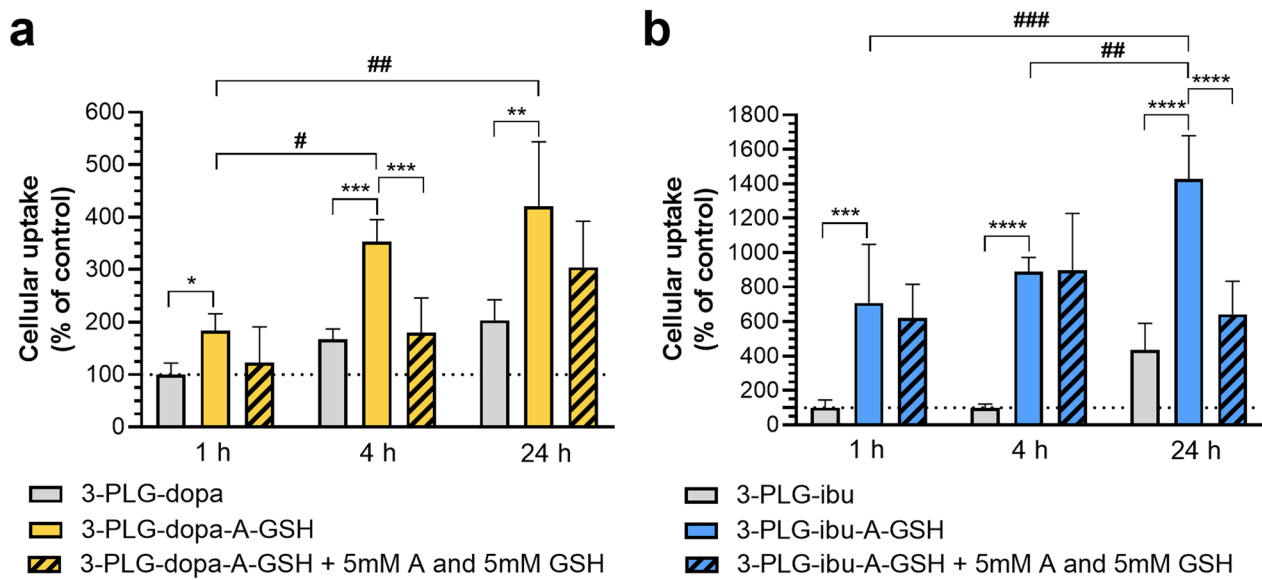 a
##
#
*
***
***
**
Cellular uptake
(% of control)
600
500
400
300
200
100
0
1 h
4 h
24 h
3-PLG-dopa
3-PLG-dopa-A-GSH
3-PLG-dopa-A-GSH + 5mM A and 5mM GSH
b
###
##
****
****
***
****
Cellular uptake
(% of control)
1800
1600
1400
1200
1000
800
600
400
200
100
0
1 h
4 h
24 h
3-PLG-ibu
3-PLG-ibu-A-GSH
3-PLG-ibu-A-GSH + 5mM A and 5mM GSH